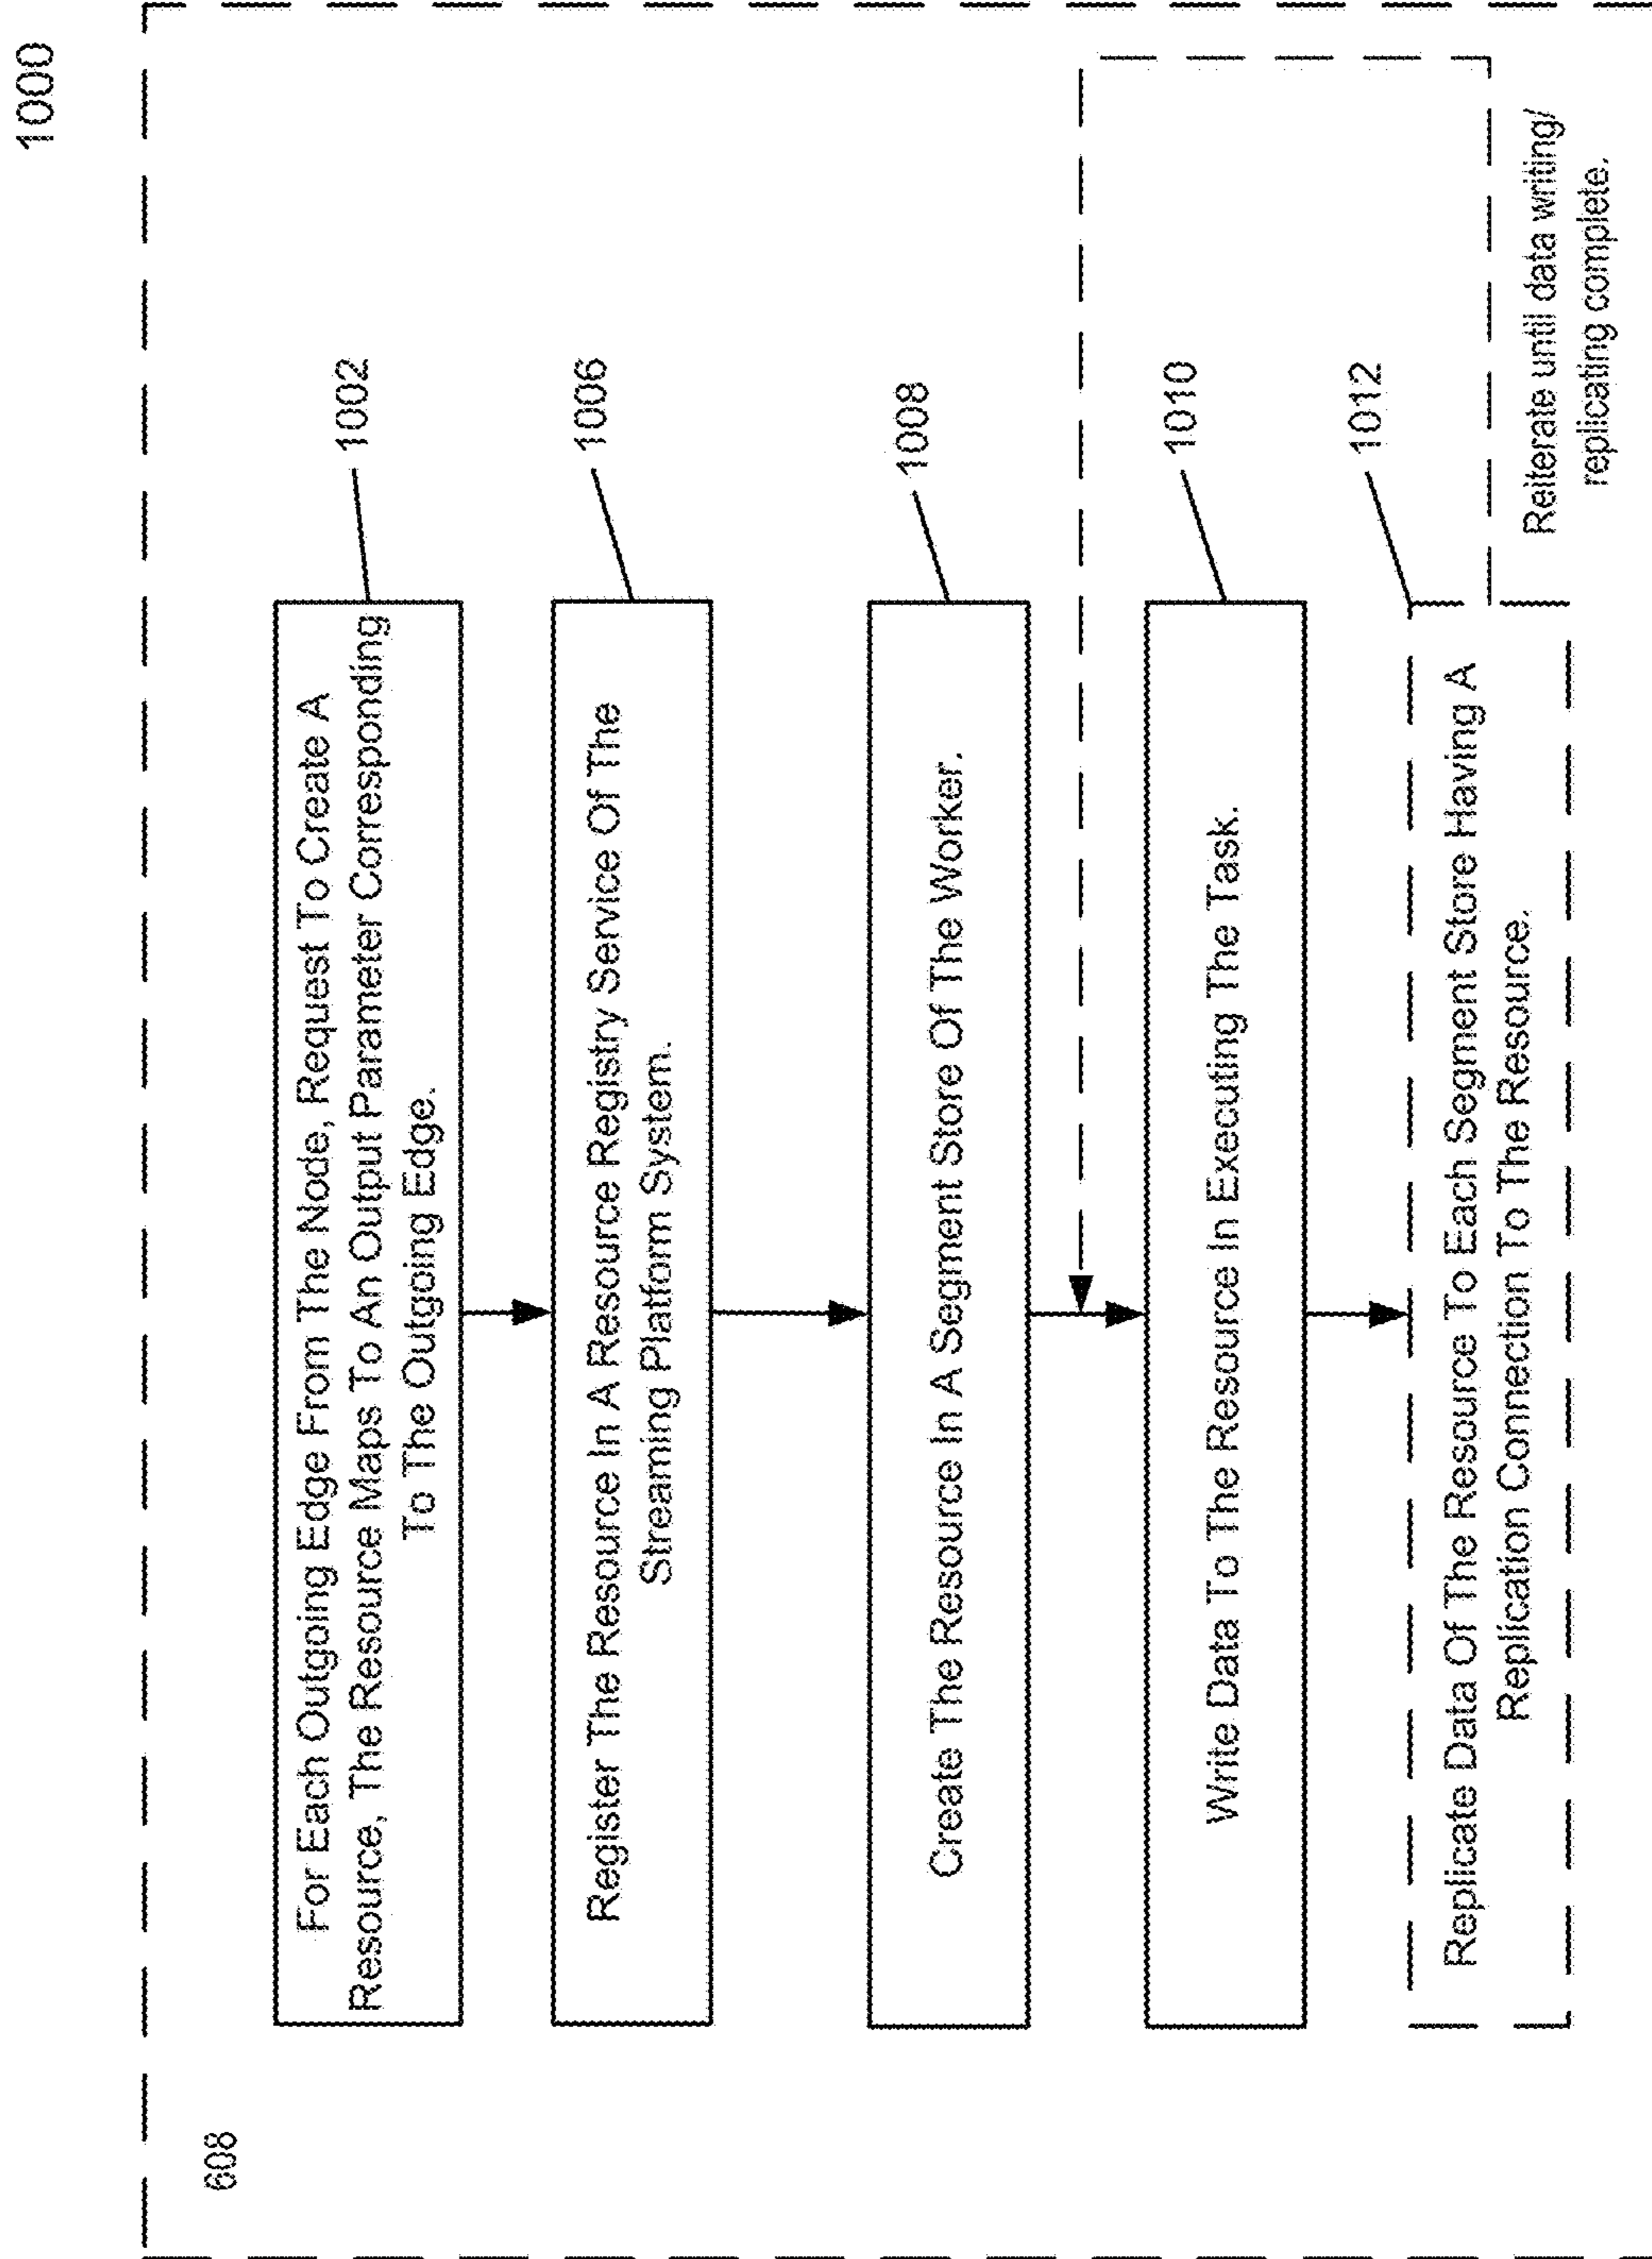 1000
608
For Each Outgoing Edge From The Node, Request To Create A
Resource, The Resource Maps To An Output Parameter Corresponding
To The Outgoing Edge.
1002
Register The Resource In A Resource Registry Service Of The
Streaming Platform System.
1006
Create The Resource In A Segment Store Of The Worker.
1008
Write Data To The Resource In Executing The Task.
1010
Replicate Data Of The Resource To Each Segment Store Having A
Replication Connection To The Resource.
1012
Reiterate until data writing/
replicating complete.